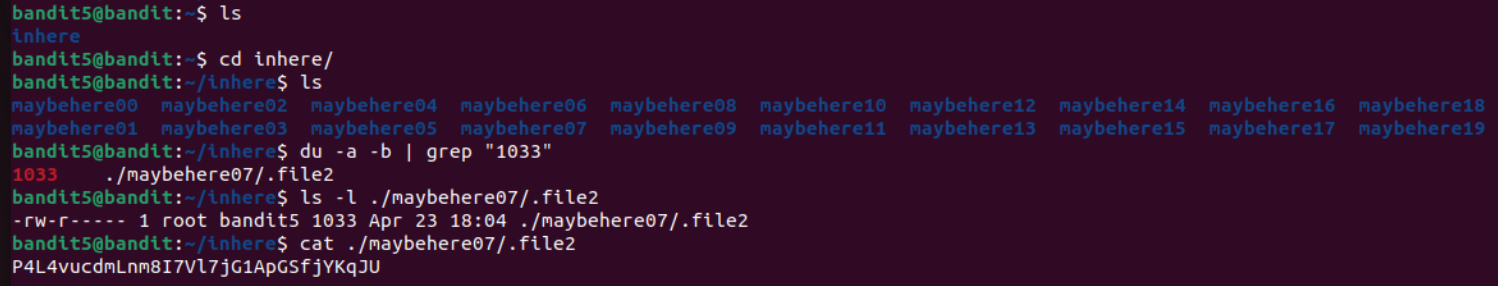 bandit5@bandit:~$ ls
inhere
bandit5@bandit:~$ cd inhere/
bandit5@bandit:~/inhere$ ls
maybehere00  maybehere02  maybehere04  maybehere06  maybehere08  maybehere10  maybehere12  maybehere14  maybehere16  maybehere18
maybehere01  maybehere03  maybehere05  maybehere07  maybehere09  maybehere11  maybehere13  maybehere15  maybehere17  maybehere19
bandit5@bandit:~/inhere$ du -a -b | grep "1033"
1033    ./maybehere07/.file2
bandit5@bandit:~/inhere$ ls -l ./maybehere07/.file2
-rw-r----- 1 root bandit5 1033 Apr 23 18:04 ./maybehere07/.file2
bandit5@bandit:~/inhere$ cat ./maybehere07/.file2
P4L4vucdmLnm8I7Vl7jG1ApGSfjYKqJU